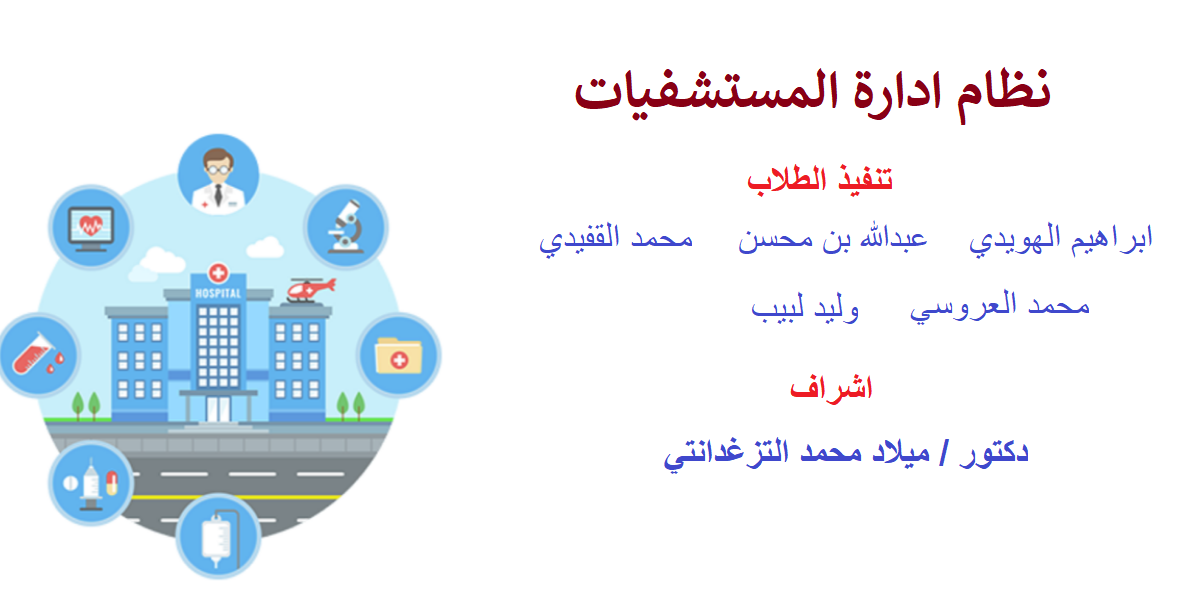 نظام ادارة المستشفيات
تنفيذ الطلاب
ابراهيم الهويدي عبدالله بن محسن محمد القفيدي
محمد العروسي وليد لبيب
اشراف
دكتور / ميلاد محمد التزغدانتي
HOSPITAL